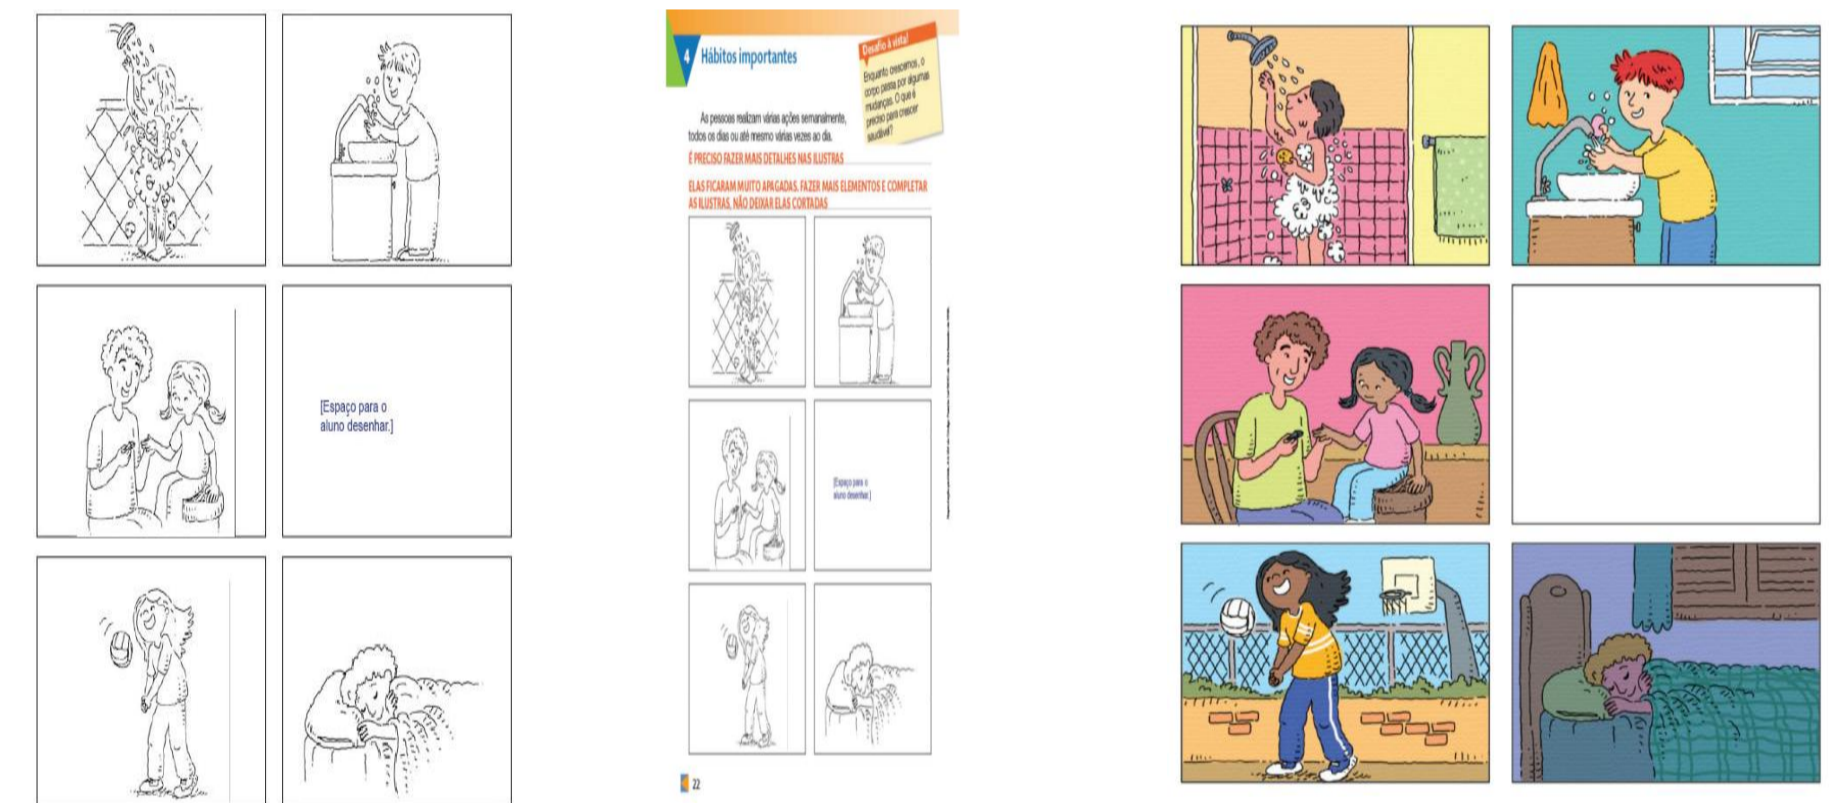 [Espaço para o
aluno desenhar.]
4
Hábitos importantes
Desafio à vista!
Enquanto crescemos, o
corpo passa por algumas
mudanças. O que é
preciso para crescer
saudável?
As pessoas realizam várias ações semanalmente,
todos os dias ou até mesmo várias vezes ao dia.
É PRECISO FAZER MAIS DETALHES NAS ILUSTRAS
ELAS FICARAM MUITO APAGADAS. FAZER MAIS ELEMENTOS E COMPLETAR
AS ILUSTRAS, NÃO DEIXAR ELAS CORTADAS
[Espaço para o
aluno desenhar.]
22